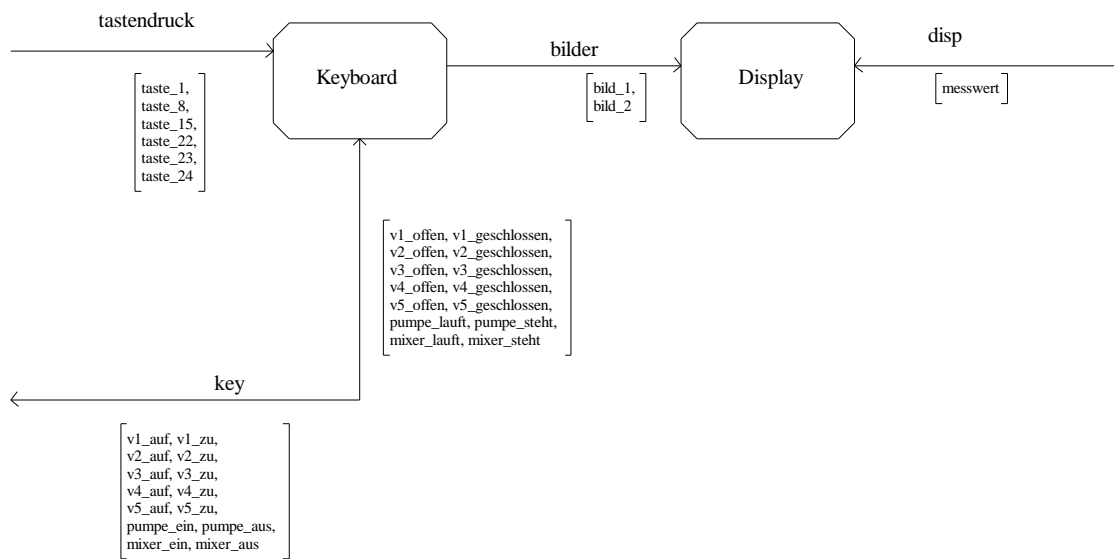 tastendruck
taste_1,
taste_8,
taste_15,
taste_22,
taste_23,
taste_24
Keyboard
bilder
bild_1,
bild_2
Display
disp
messwert
v1_offen, v1_geschlossen,
v2_offen, v2_geschlossen,
v3_offen, v3_geschlossen,
v4_offen, v4_geschlossen,
v5_offen, v5_geschlossen,
pumpe_lauft, pumpe_steht,
mixer_lauft, mixer_steht
key
v1_auf, v1_zu,
v2_auf, v2_zu,
v3_auf, v3_zu,
v4_auf, v4_zu,
v5_auf, v5_zu,
pumpe_ein, pumpe_aus,
mixer_ein, mixer_aus